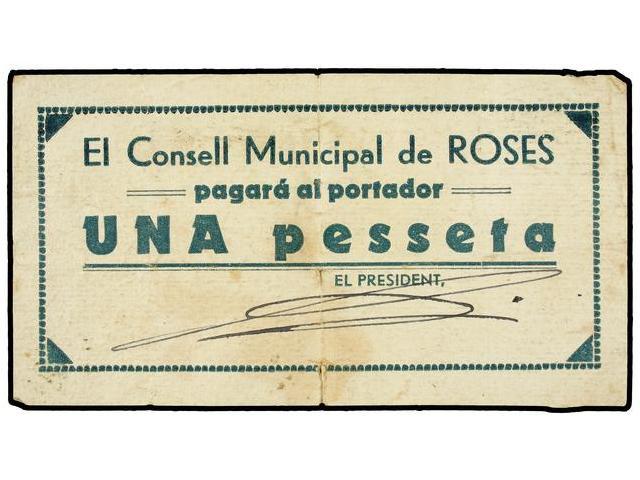 El Consell Municipal de ROSES
pagará al portador
UNA pesseta
EL PRESIDENT,